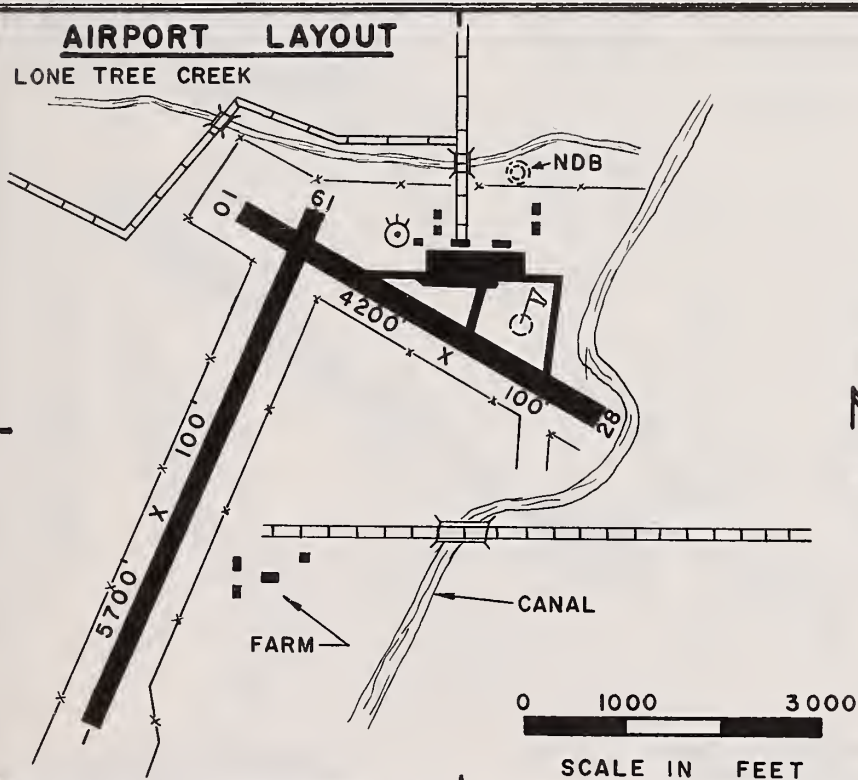 AIRPORT LAYOUT
LONE TREE CREEK
NDB
10
19
4200' X 100'
28
5700' X 100'
1
CANAL
FARM
0 1000 3000
SCALE IN FEET